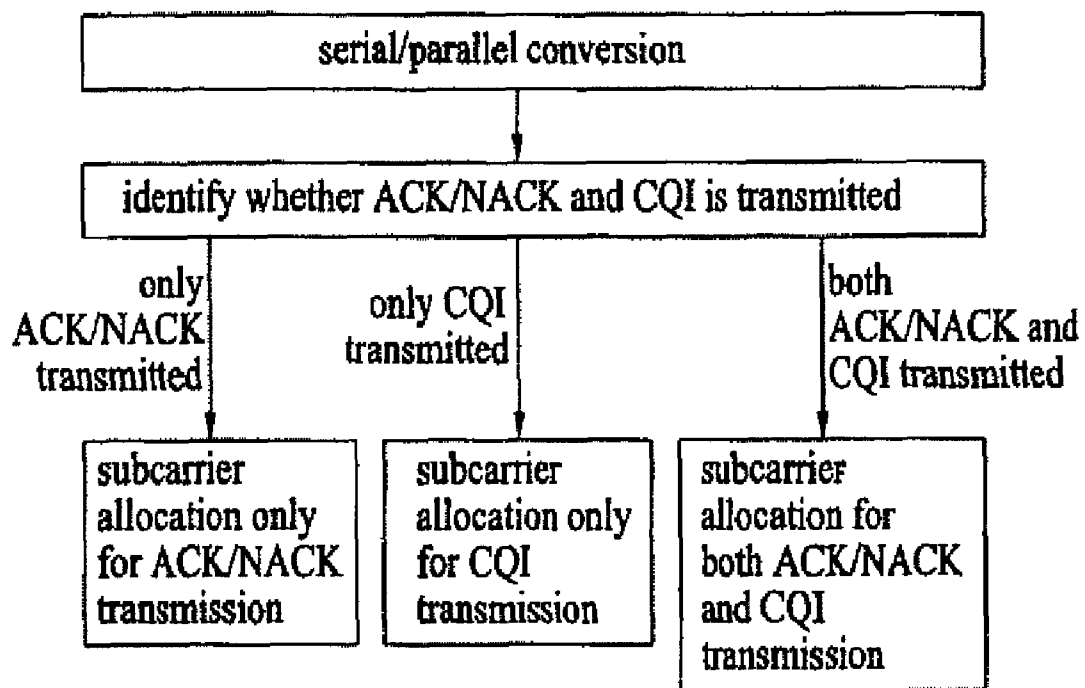 serial/parallel conversion
identify whether ACK/NACK and CQI is transmitted
only
ACK/NACK
transmitted
only CQI
transmitted
both
ACK/NACK and
CQI transmitted
subcarrier
allocation only
for ACK/NACK
transmission
subcarrier
allocation only
for CQI
transmission
subcarrier
allocation for
both ACK/NACK
and CQI
transmission